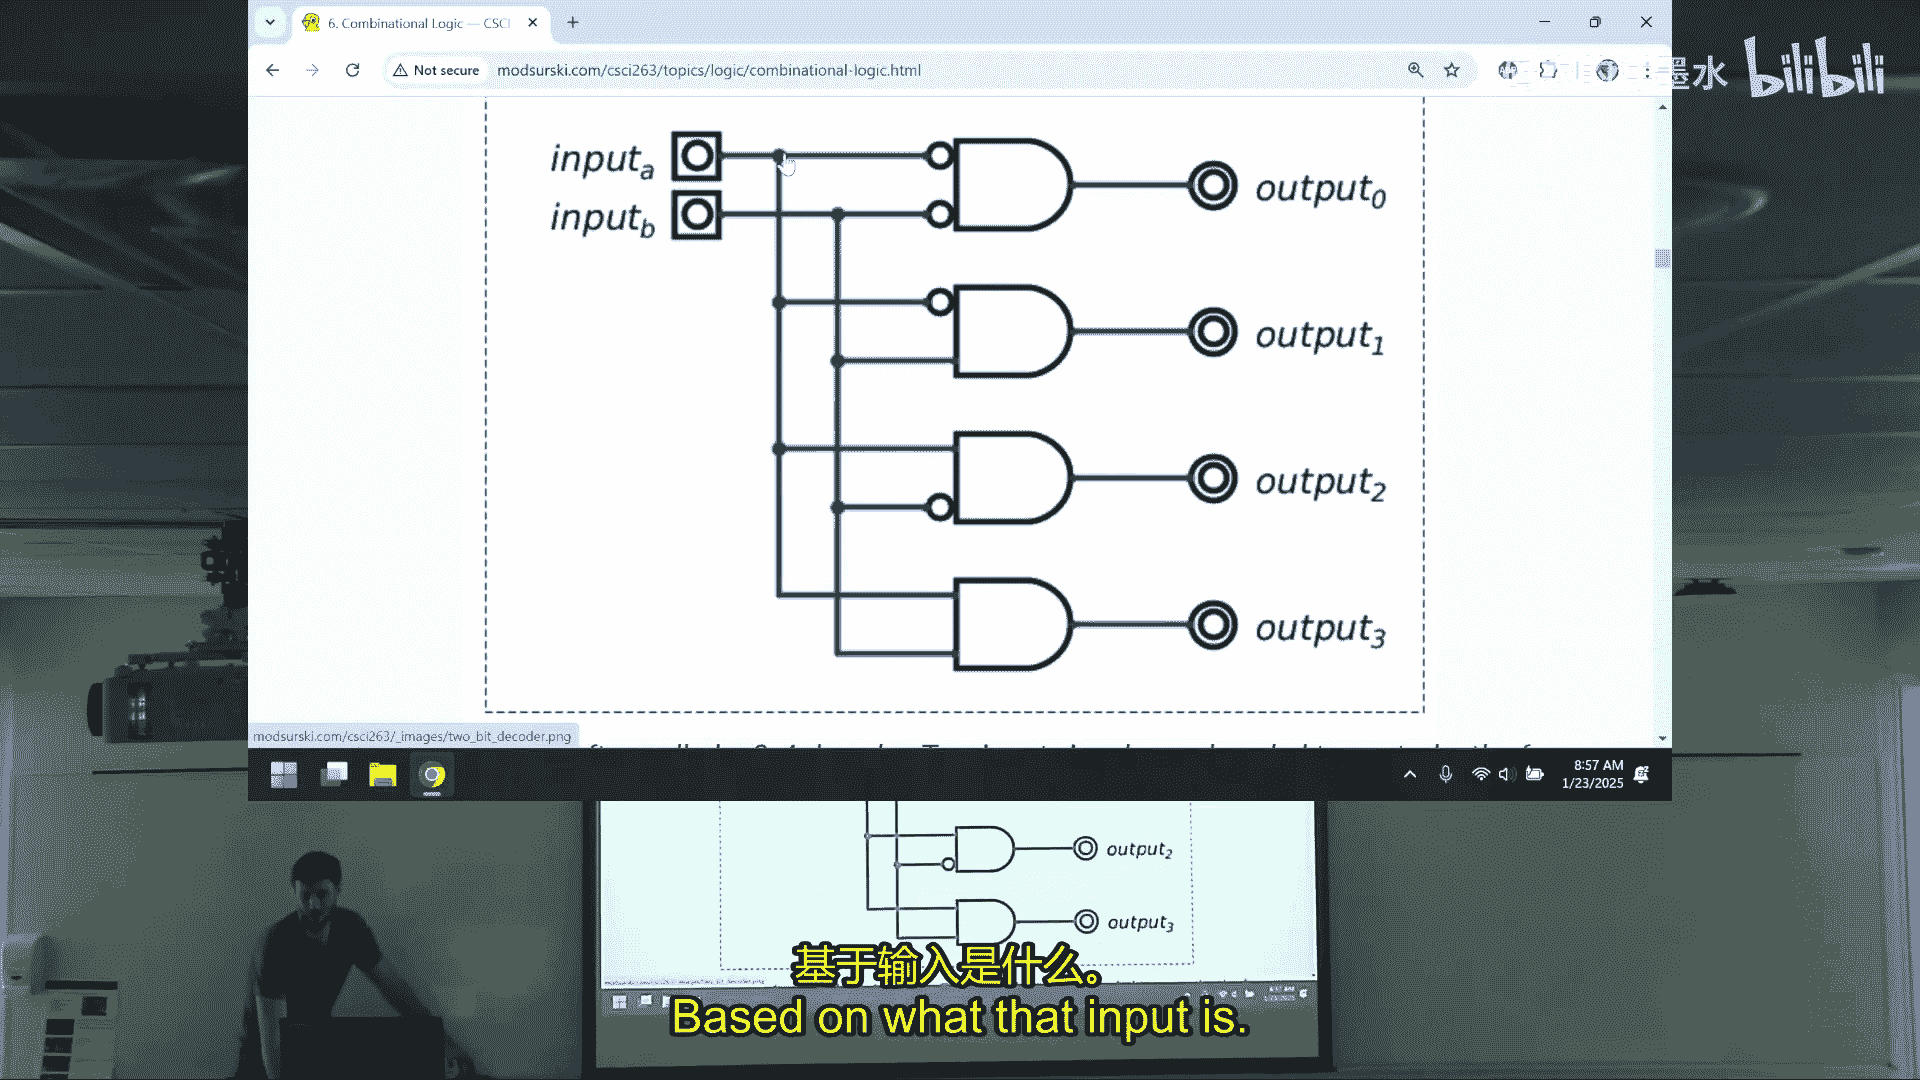 6. Combinational Logic — CSCI
Not secure
modsurski.com/csci263/topics/logic/combinational-logic.html
墨水 bilibili
input_a
input_b
output_0
output_1
output_2
output_3
modsurski.com/csci263/_images/two_bit_decoder.png
8:57 AM
1/23/2025
output_2
output_3
基于输入是什么。
Based on what that input is.